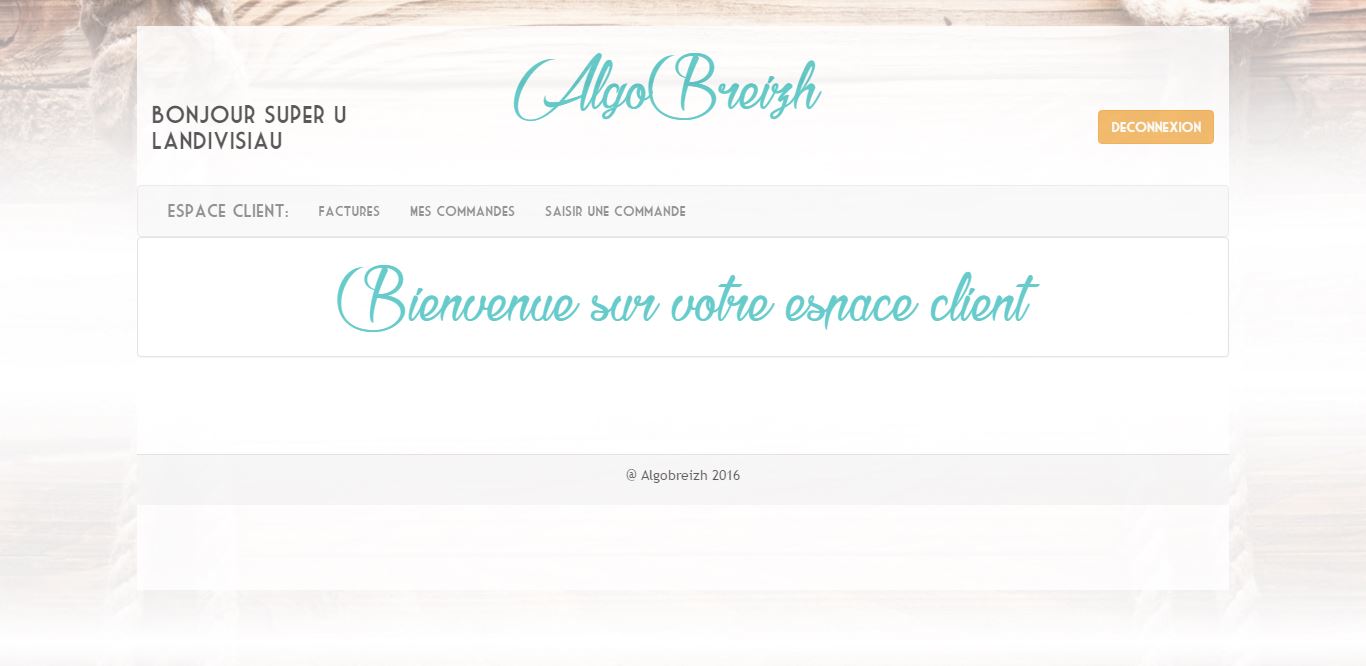 AlgoBreizh
BONJOUR SUPER U
LANDIVISIAU
DECONNEXION
ESPACE CLIENT: FACTURES MES COMMANDES SAISIR UNE COMMANDE
Bienvenue sur votre espace client
@ Algobreizh 2016